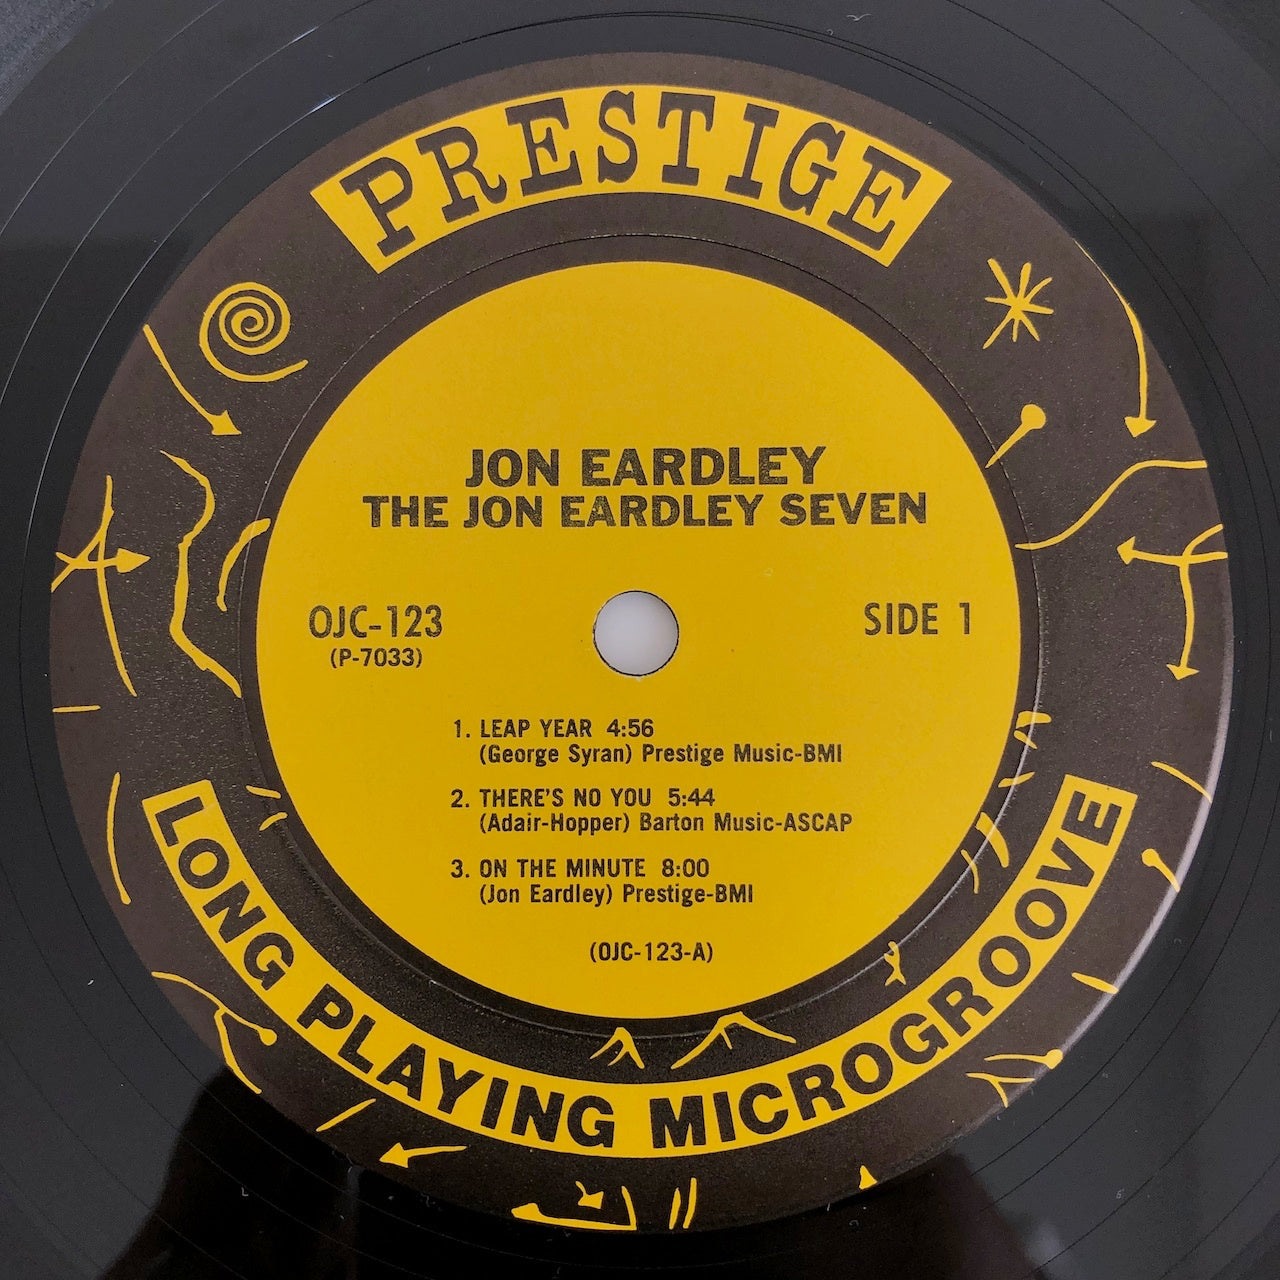 PRESTIGE
JON EARDLEY
THE JON EARDLEY SEVEN
OJC-123
(P-7033)
SIDE 1
1. LEAP YEAR 4:56
(George Syran) Prestige Music-BMI
2. THERE'S NO YOU 5:44
(Adair-Hopper) Barton Music-ASCAP
3. ON THE MINUTE 8:00
(Jon Eardley) Prestige-BMI
(OJC-123-A)
LONG PLAYING MICROGROOVE